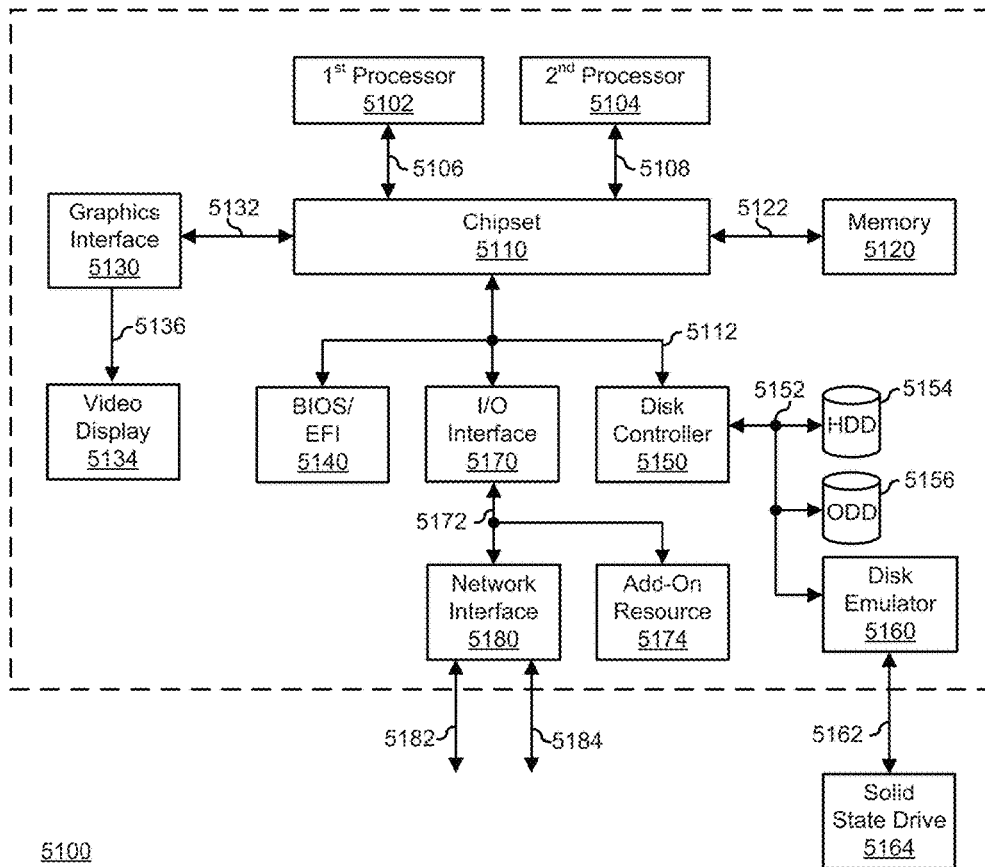 1st Processor
5102
2nd Processor
5104
5106
5108
Graphics
Interface
5130
5132
Chipset
5110
5122
Memory
5120
5136
5112
Video
Display
5134
BIOS/
EFI
5140
I/O
Interface
5170
Disk
Controller
5150
5152
5154
HDD
5156
ODD
5172
Network
Interface
5180
Add-On
Resource
5174
Disk
Emulator
5160
5182
5184
5162
Solid
State Drive
5164
5100